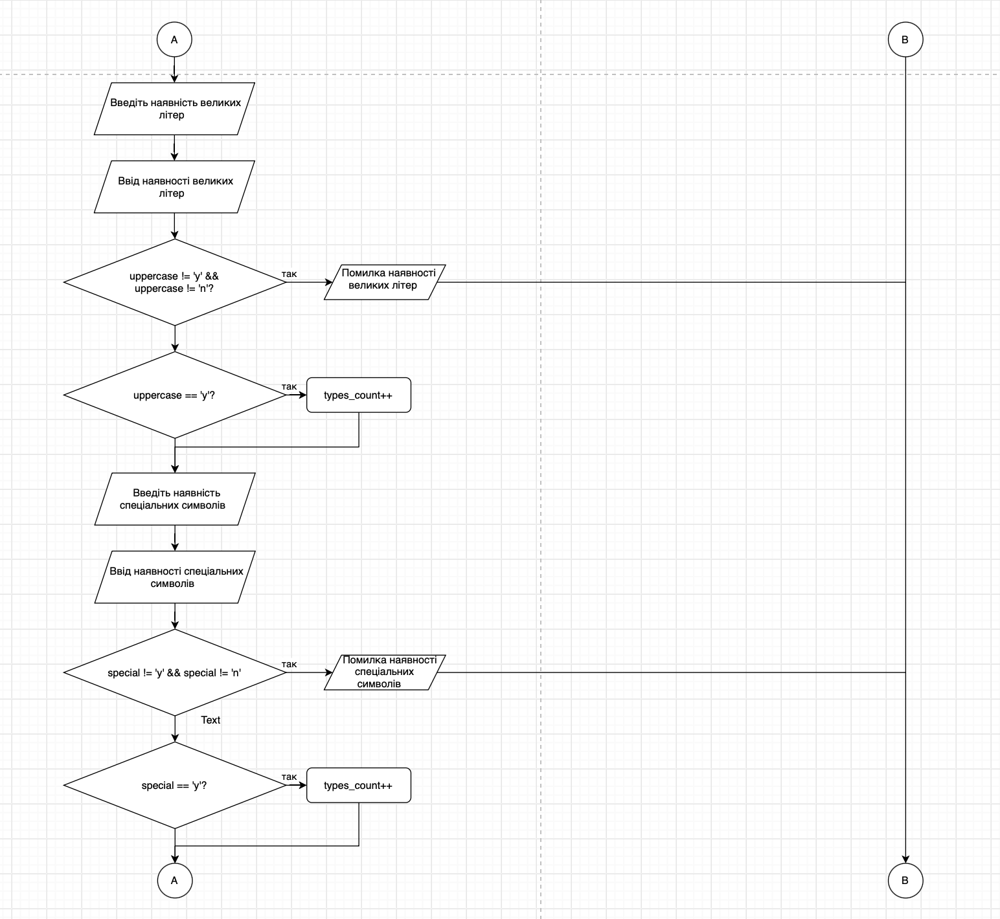 A
B
Введіть наявність великих
літер
Ввід наявності великих
літер
uppercase != 'y' &&
uppercase != 'n'?
так
Помилка наявності
великих літер
uppercase == 'y'?
так
types_count++
Введіть наявність
спеціальних символів
Ввід наявності спеціальних
символів
special != 'y' && special != 'n'
так
Помилка наявності
спеціальних
символів
Text
special == 'y'?
так
types_count++
A
B